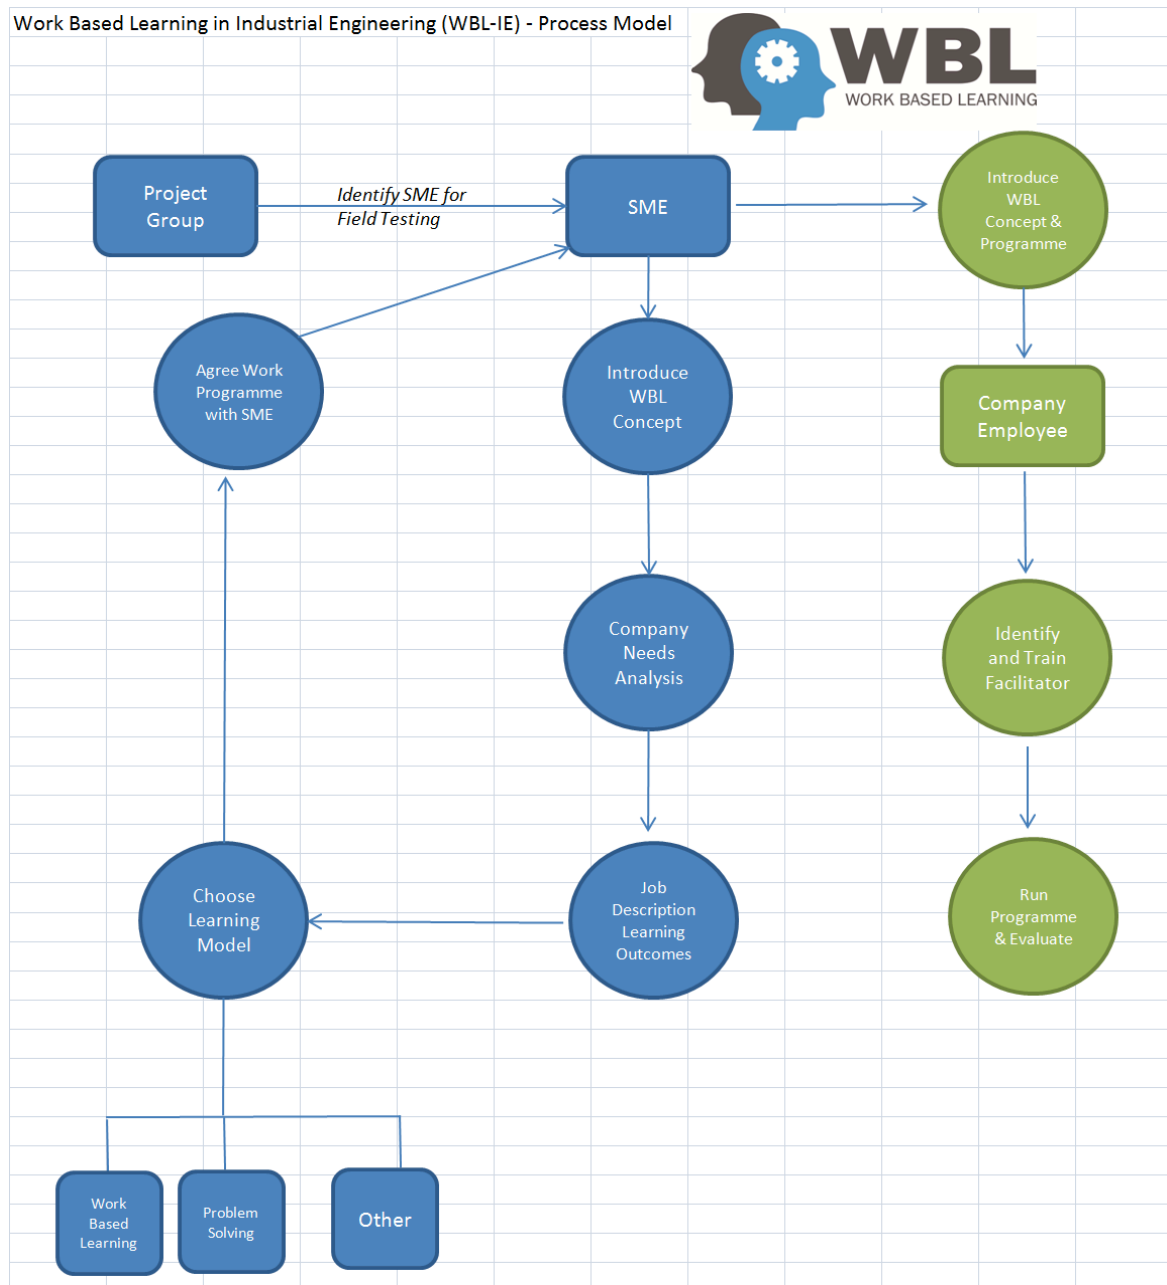 Work Based Learning in Industrial Engineering (WBL-IE) - Process Model
WBL
WORK BASED LEARNING
Project
Group
Identify SME for
Field Testing
SME
Introduce
WBL
Concept &
Programme
Agree Work
Programme
with SME
Introduce
WBL
Concept
Company
Employee
Company
Needs
Analysis
Identify
and Train
Facilitator
Choose
Learning
Model
Job
Description
Learning
Outcomes
Run
Programme
& Evaluate
Work
Based
Learning
Problem
Solving
Other